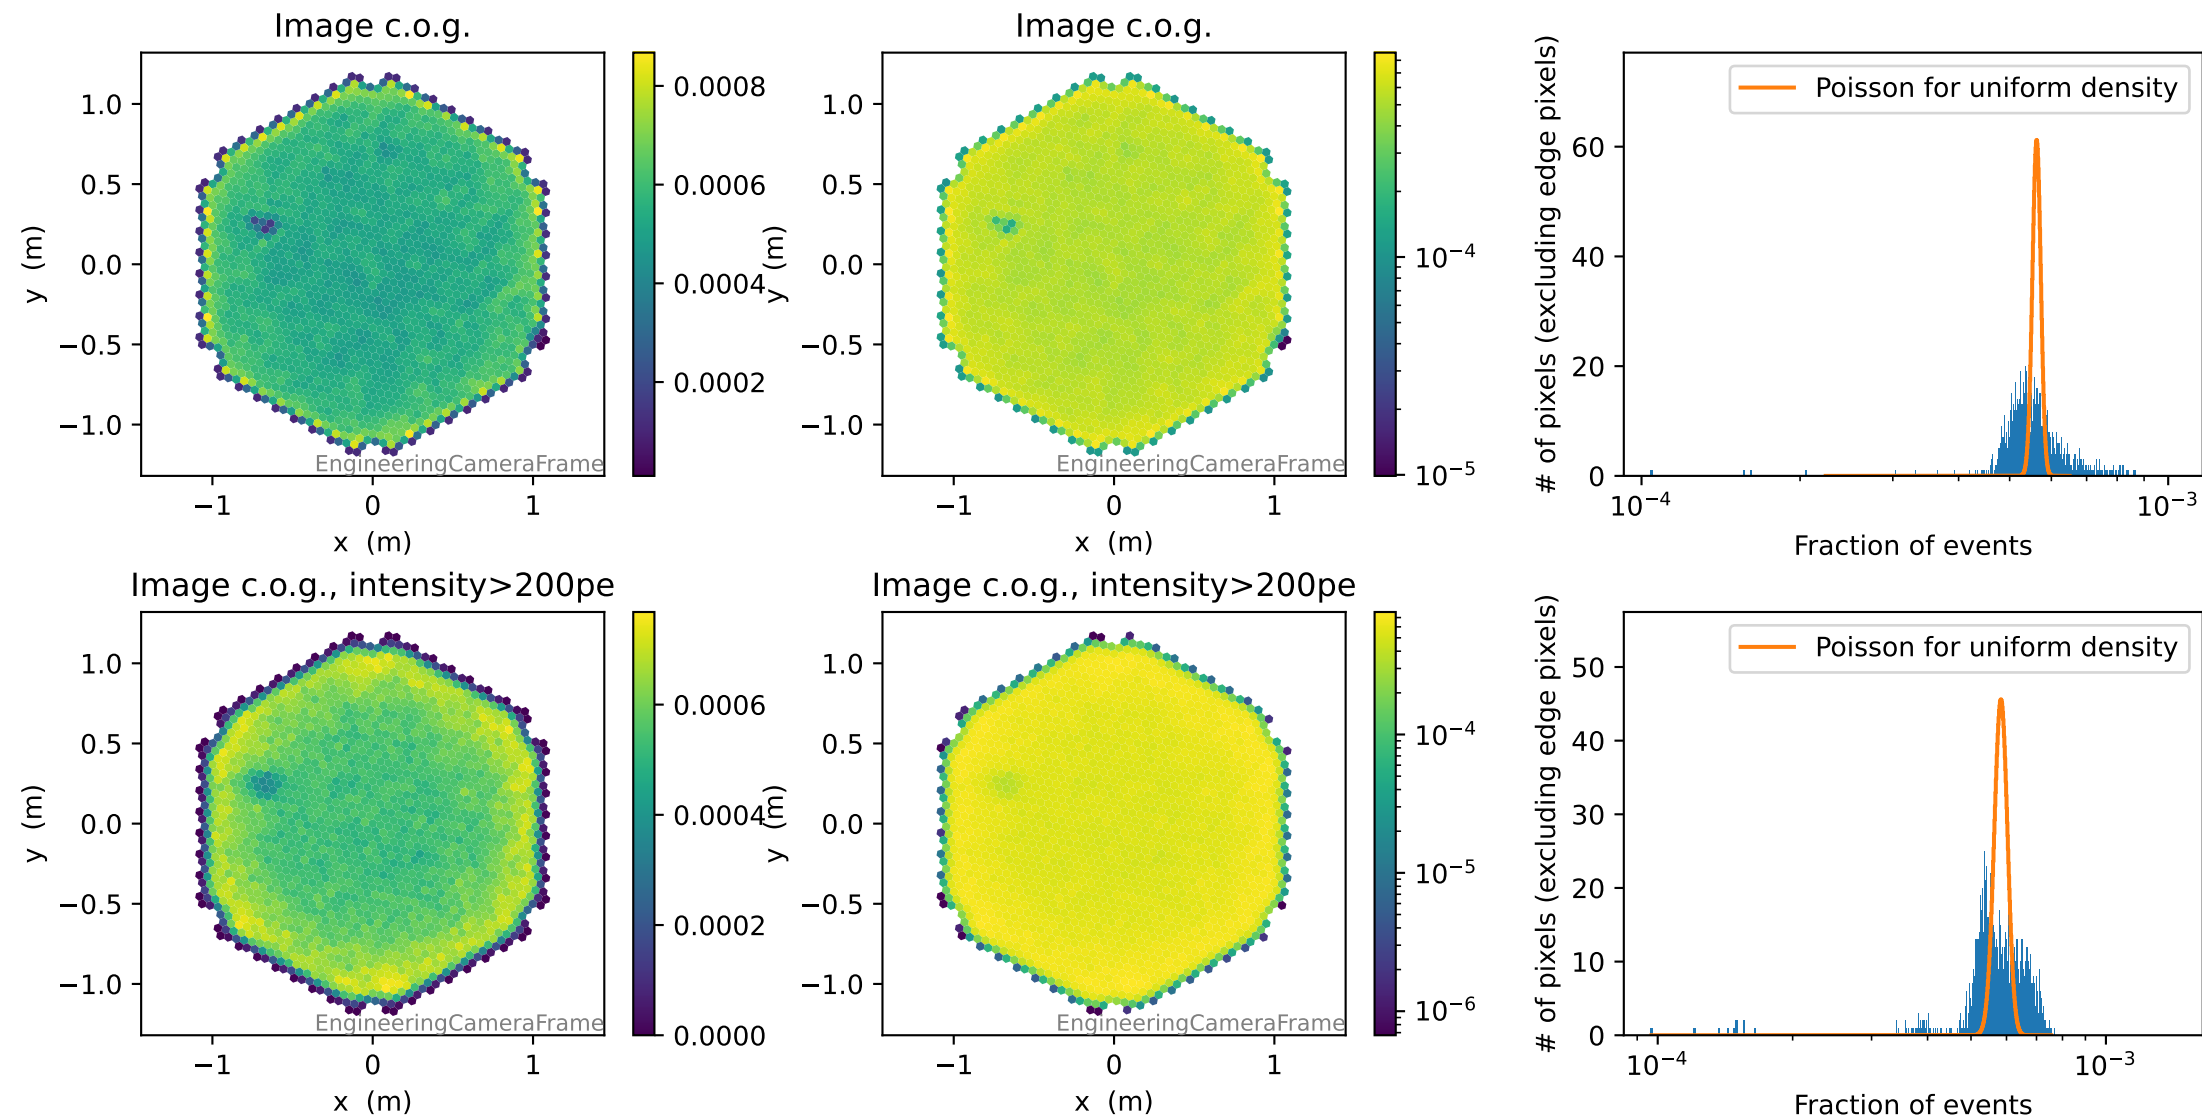 Image c.o.g.
y (m)
1.0
0.5
0.0
−0.5
−1.0
−1
0
1
x (m)
EngineeringCameraFrame
0.0008
0.0006
0.0004
0.0002
Image c.o.g.
y (m)
1.0
0.5
0.0
−0.5
−1.0
−1
0
1
x (m)
EngineeringCameraFrame
10⁻⁴
10⁻⁵
# of pixels (excluding edge pixels)
60
40
20
0
Poisson for uniform density
10⁻⁴
10⁻³
Fraction of events
Image c.o.g., intensity>200pe
y (m)
1.0
0.5
0.0
−0.5
−1.0
−1
0
1
x (m)
EngineeringCameraFrame
0.0006
0.0004
0.0002
0.0000
Image c.o.g., intensity>200pe
y (m)
1.0
0.5
0.0
−0.5
−1.0
−1
0
1
x (m)
EngineeringCameraFrame
10⁻⁴
10⁻⁵
10⁻⁶
# of pixels (excluding edge pixels)
50
40
30
20
10
0
Poisson for uniform density
10⁻⁴
10⁻³
Fraction of events